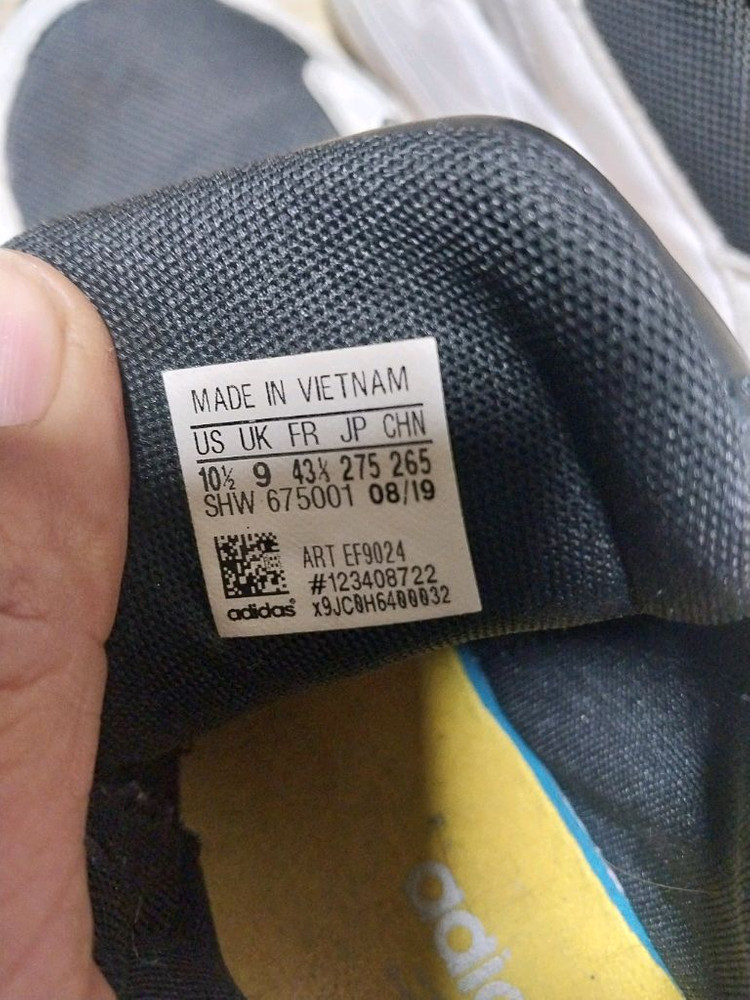 MADE IN VIETNAM
US UK FR JP CHN
10½ 9 43⅓ 275 265
SHW 675001 08/19
ART EF9024
#123408722
adidas® x9JC0H6400032
adidas